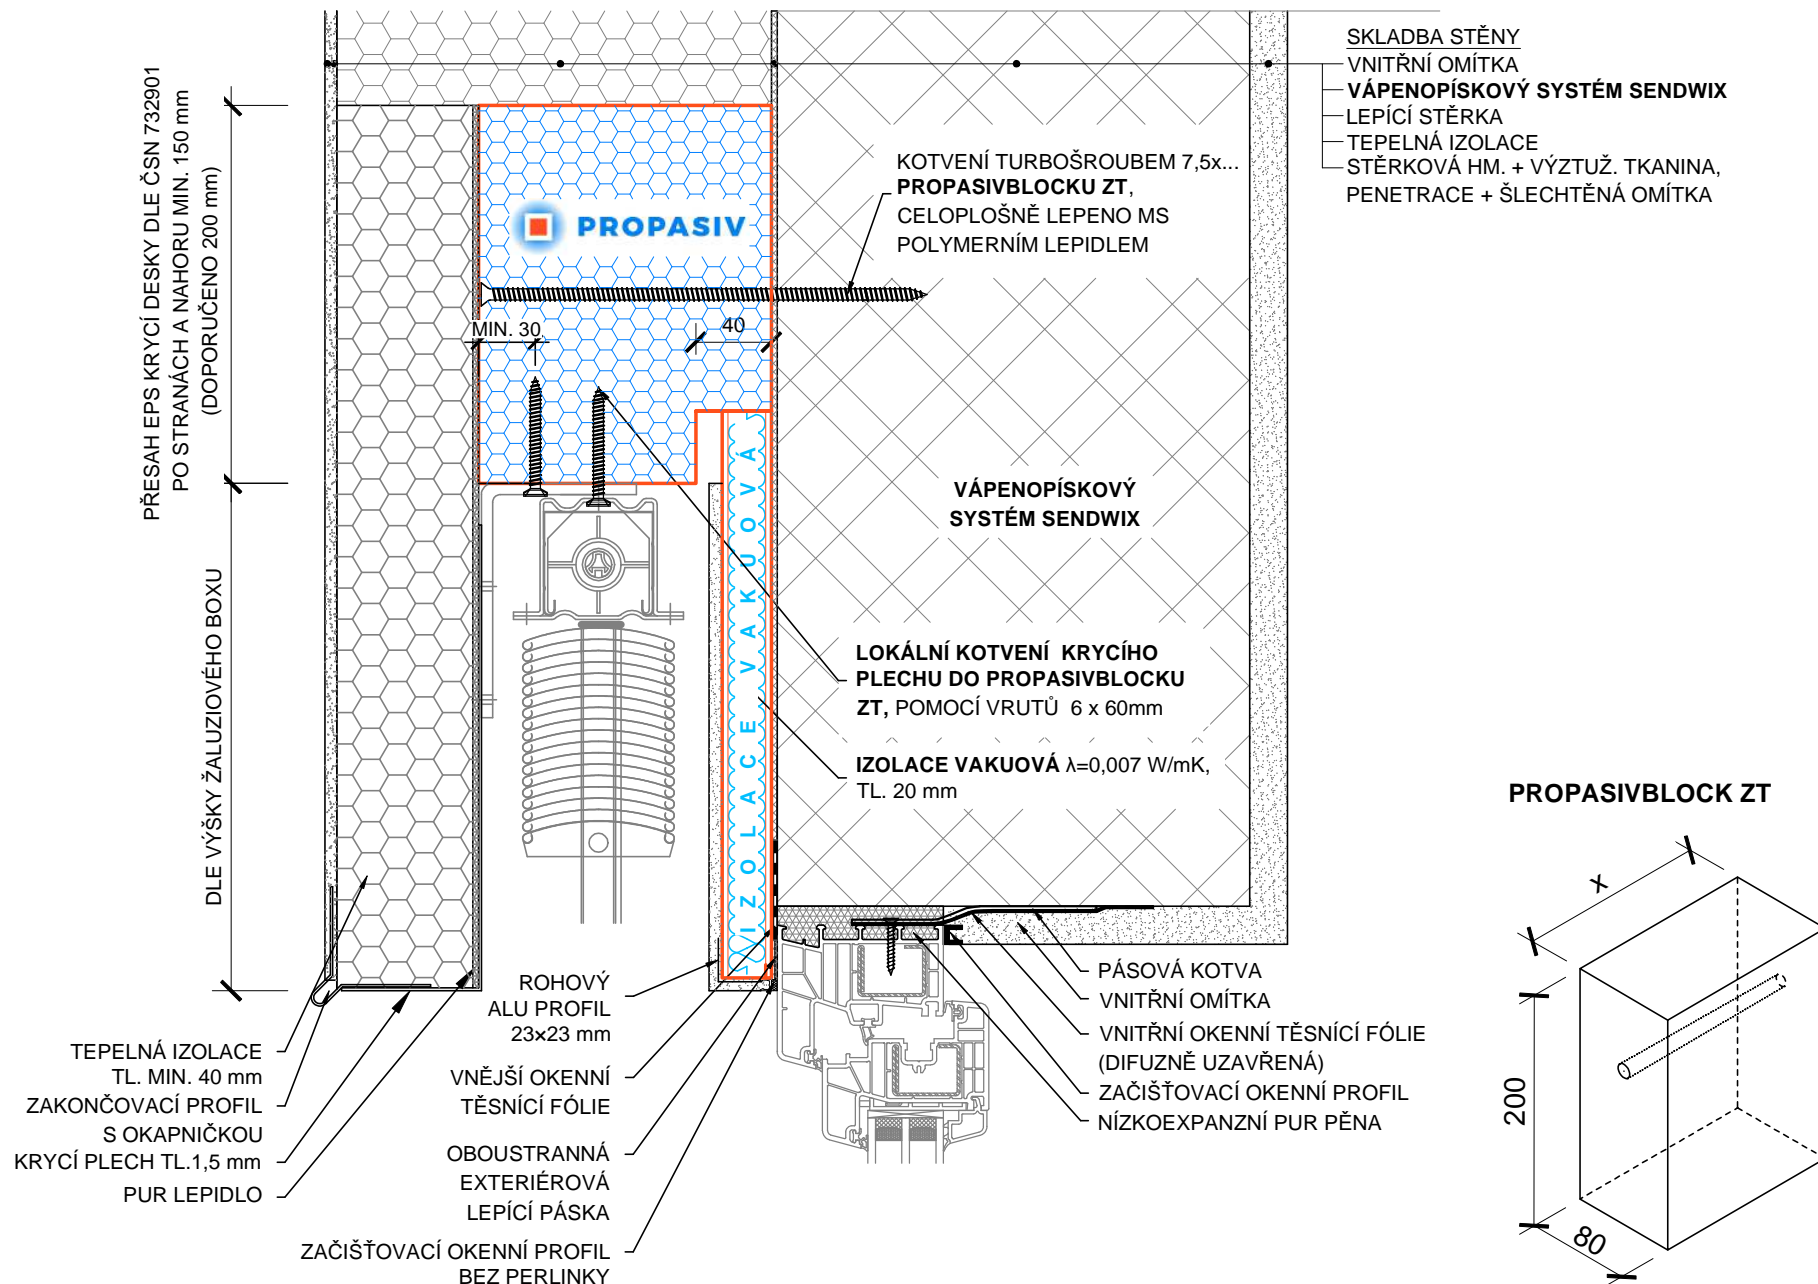 SKLADBA STĚNY
VNITŘNÍ OMÍTKA
VÁPENOPÍSKOVÝ SYSTÉM SENDWIX
LEPÍCÍ STĚRKA
TEPELNÁ IZOLACE
STĚRKOVÁ HM. + VÝZTUŽ. TKANINA,
PENETRACE + ŠLECHTĚNÁ OMÍTKA
PŘESAH EPS KRYCÍ DESKY DLE ČSN 732901
PO STRANÁCH A NAHORU MIN. 150 mm
(DOPORUČENO 200 mm)
DLE VÝŠKY ŽALUZIOVÉHO BOXU
PROPASIV
KOTVENÍ TURBOŠROUBEM 7,5x...
PROPASIVBLOCKU ZT,
CELOPLOŠNĚ LEPENO MS
POLYMERNÍM LEPIDLEM
MIN. 30
40
VÁPENOPÍSKOVÝ
SYSTÉM SENDWIX
IZOLACE VAKUOVÁ
LOKÁLNÍ KOTVENÍ KRYCÍHO
PLECHU DO PROPASIVBLOCKU
ZT, POMOCÍ VRUTŮ 6 x 60mm
IZOLACE VAKUOVÁ λ=0,007 W/mK,
TL. 20 mm
PROPASIVBLOCK ZT
x
200
80
TEPELNÁ IZOLACE
TL. MIN. 40 mm
ZAKONČOVACÍ PROFIL
S OKAPNIČKOU
KRYCÍ PLECH TL.1,5 mm
PUR LEPIDLO
ROHOVÝ
ALU PROFIL
23×23 mm
VNĚJŠÍ OKENNÍ
TĚSNÍCÍ FÓLIE
OBOUSTRANNÁ
EXTERIÉROVÁ
LEPÍCÍ PÁSKA
ZAČIŠŤOVACÍ OKENNÍ PROFIL
BEZ PERLINKY
PÁSOVÁ KOTVA
VNITŘNÍ OMÍTKA
VNITŘNÍ OKENNÍ TĚSNÍCÍ FÓLIE
(DIFUZNĚ UZAVŘENÁ)
ZAČIŠŤOVACÍ OKENNÍ PROFIL
NÍZKOEXPANZNÍ PUR PĚNA